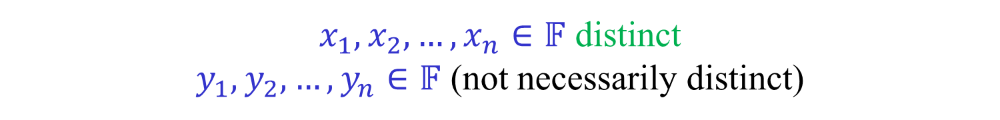 𝑥₁, 𝑥₂, … , 𝑥ₙ ∈ 𝔽 distinct
𝑦₁, 𝑦₂, … , 𝑦ₙ ∈ 𝔽 (not necessarily distinct)